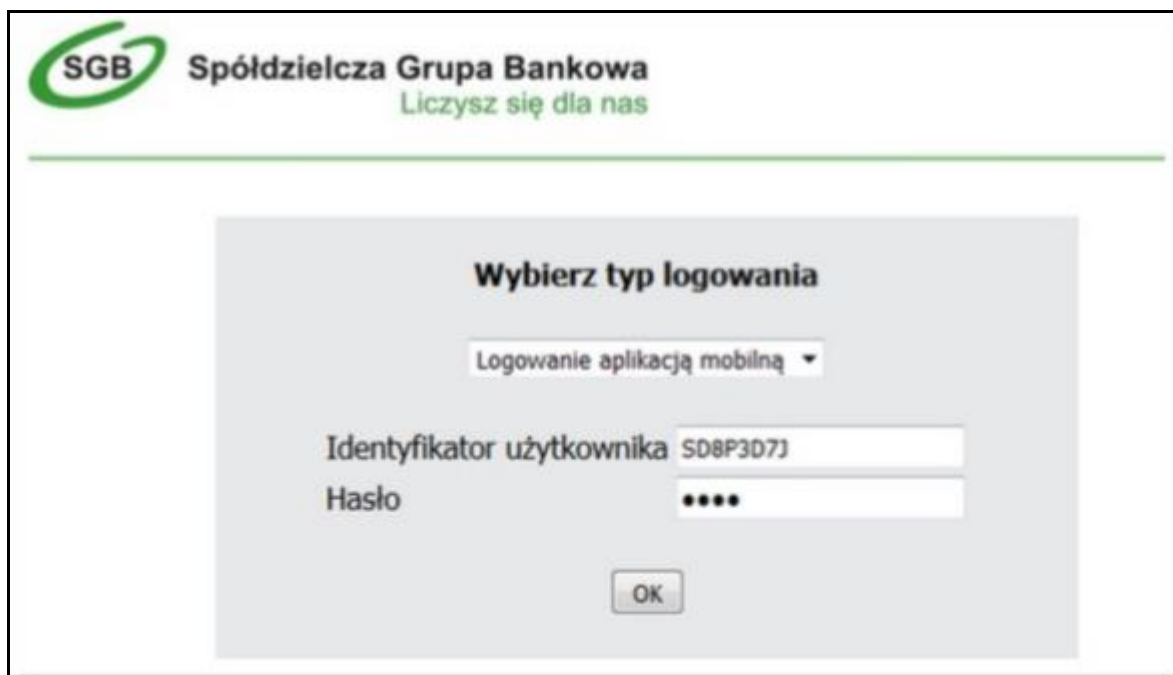 SGB
Spółdzielcza Grupa Bankowa
Liczysz się dla nas
Wybierz typ logowania
Logowanie aplikacją mobilną
Identyfikator użytkownika SD8P3D7J
Hasło ••••
OK